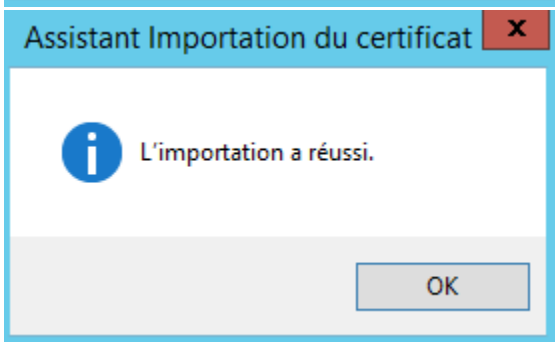 Assistant Importation du certificat
x
L'importation a réussi.
OK